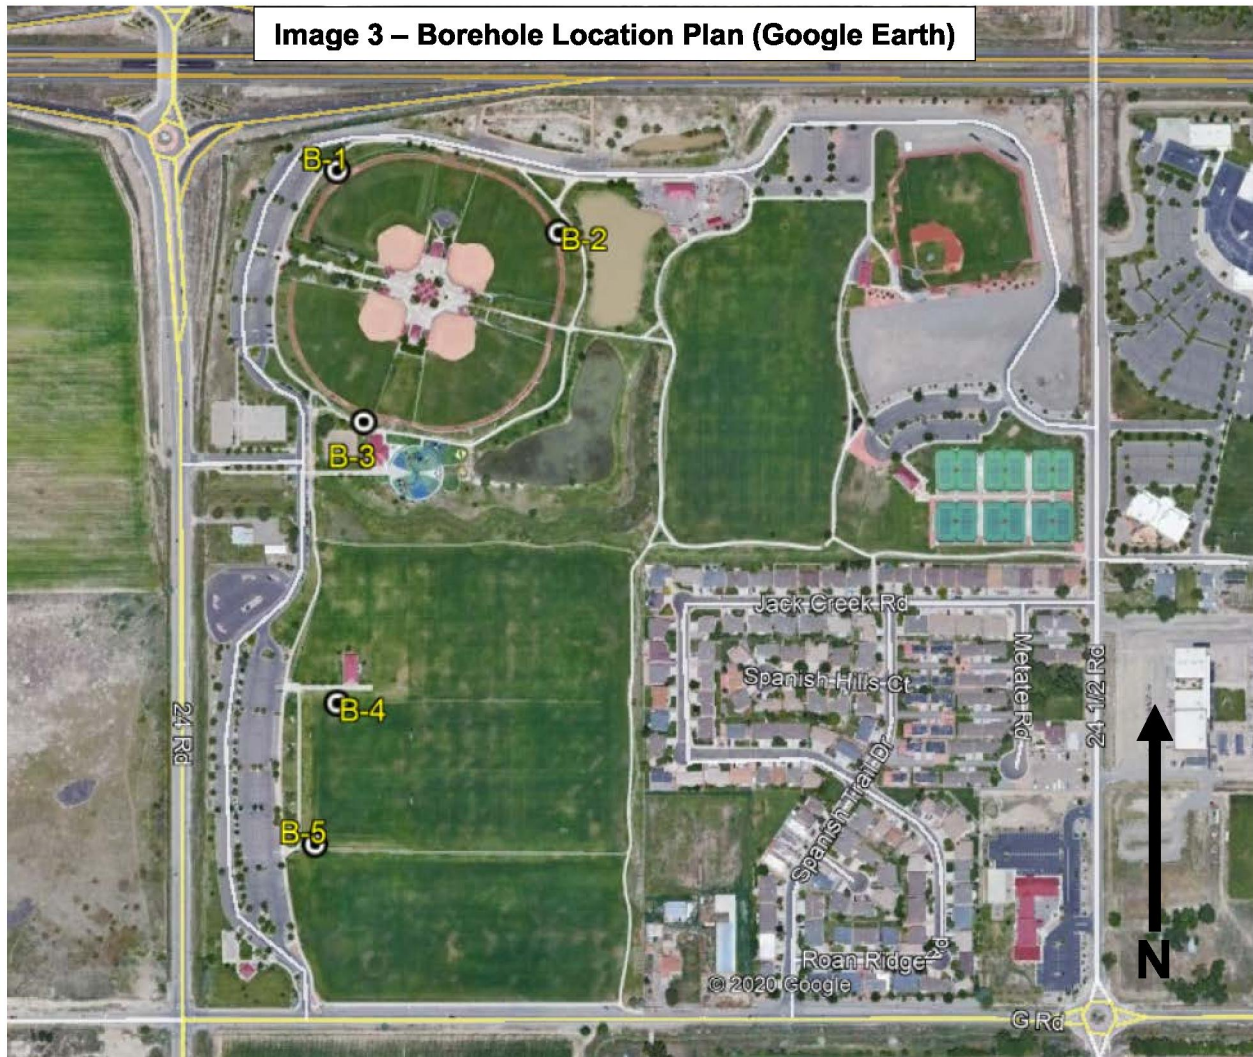 Image 3 – Borehole Location Plan (Google Earth)
B-1
B-2
B-3
Jack Creek Rd
Spanish Hills Ct
Metate Rd
24 1/2 Rd
B-4
24 Rd
Spanish Trail Dr
B-5
Roan Ridge Rd
© 2020 Google
N
G Rd